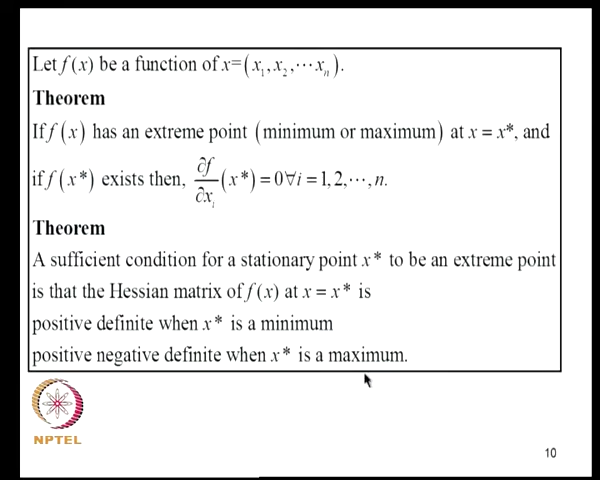 Let f(x) be a function of x=(x₁,x₂,⋯xₙ).
Theorem
If f(x) has an extreme point (minimum or maximum) at x = x*, and
if f(x*) exists then, ∂f/∂xᵢ(x*) = 0∀i = 1,2,⋯,n.
Theorem
A sufficient condition for a stationary point x* to be an extreme point
is that the Hessian matrix of f(x) at x = x* is
positive definite when x* is a minimum
positive negative definite when x* is a maximum.
NPTEL
10